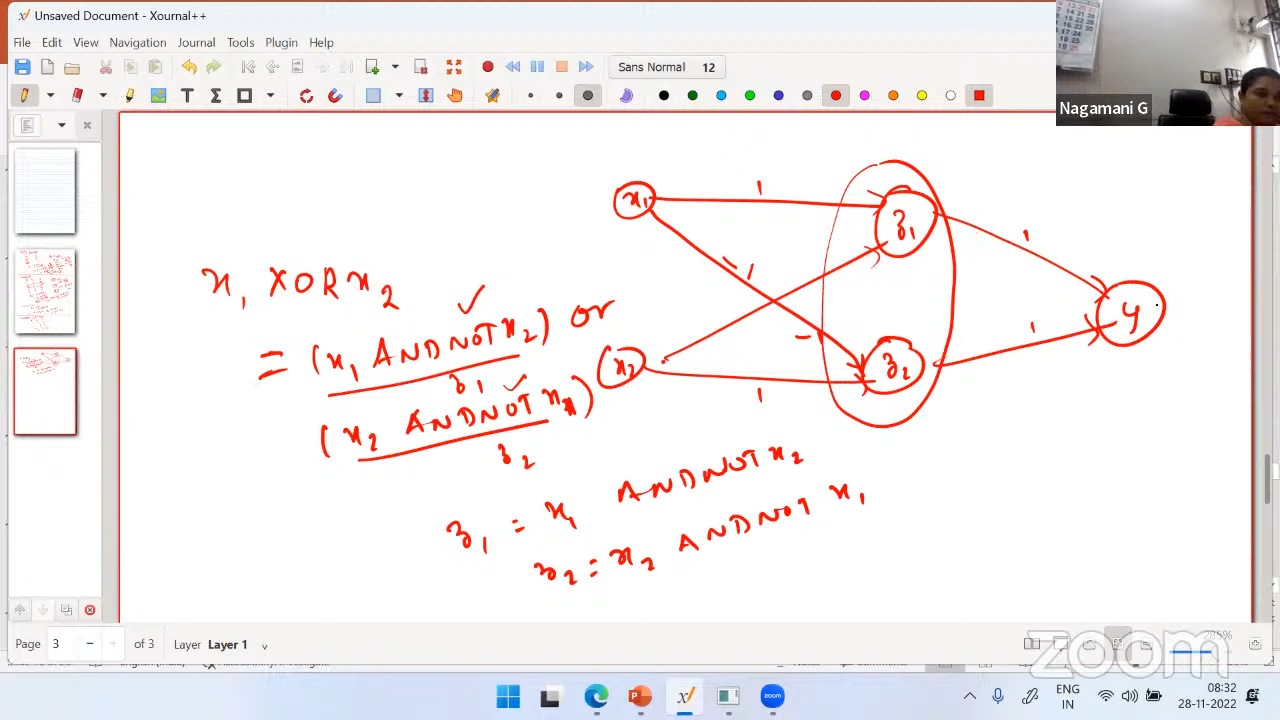 Unsaved Document - Xournal++
File Edit View Navigation Journal Tools Plugin Help
Sans Normal 12
Nagamani G
x1 XOR x2
= (x1 ANDNOT x2) or
z1
(x2 ANDNOT x1)
z2
x1 1 z1 1
-1
y
-1
x2 1 z2 1
z1 = x1 ANDNOT x2
z2 = x2 ANDNOT x1
Page 3 of 3 Layer Layer 1
286%
zoom
ENG
IN
08:32
28-11-2022